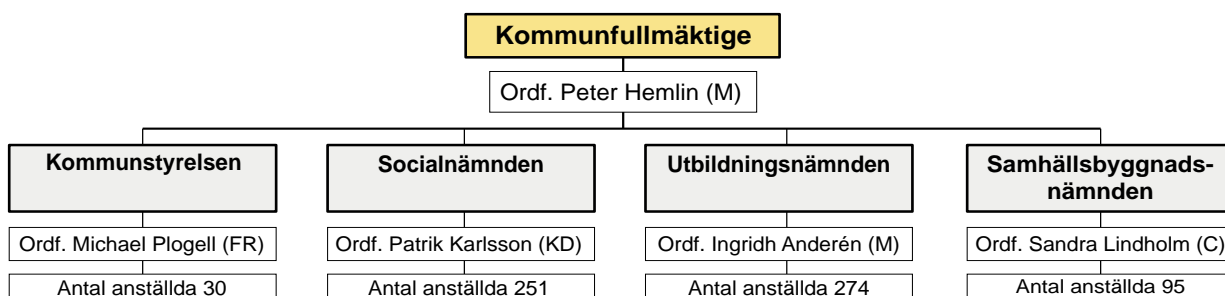 Kommunfullmäktige
Ordf. Peter Hemlin (M)
Kommunstyrelsen
Ordf. Michael Plogell (FR)
Antal anställda 30
Socialnämnden
Ordf. Patrik Karlsson (KD)
Antal anställda 251
Utbildningsnämnden
Ordf. Ingridh Anderén (M)
Antal anställda 274
Samhällsbyggnads-
nämnden
Ordf. Sandra Lindholm (C)
Antal anställda 95